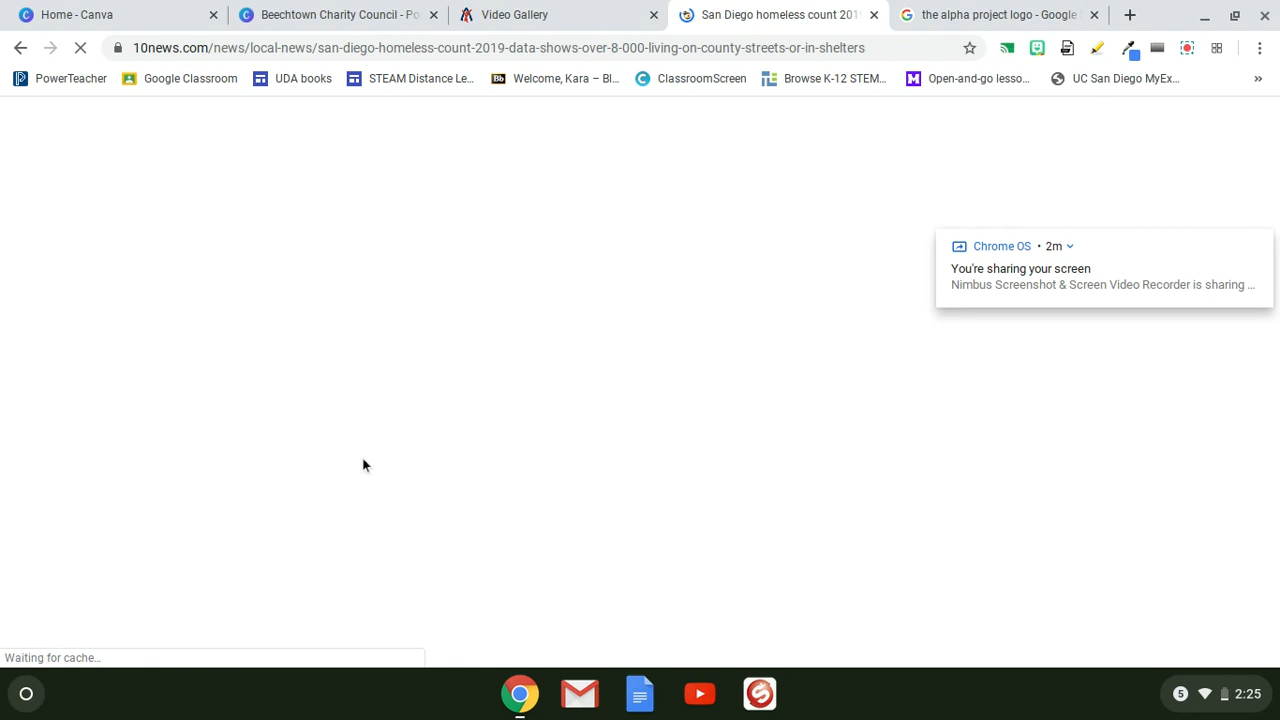 Home - Canva
Beechtown Charity Council - Po
Video Gallery
San Diego homeless count 2019
the alpha project logo - Google
10news.com/news/local-news/san-diego-homeless-count-2019-data-shows-over-8-000-living-on-county-streets-or-in-shelters
PowerTeacher
Google Classroom
UDA books
STEAM Distance Le...
Bb
Welcome, Kara – Bl...
ClassroomScreen
Browse K-12 STEM...
Open-and-go lesso...
UC San Diego MyEx...
»
Chrome OS • 2m
You're sharing your screen
Nimbus Screenshot & Screen Video Recorder is sharing ...
Waiting for cache...
5
2:25